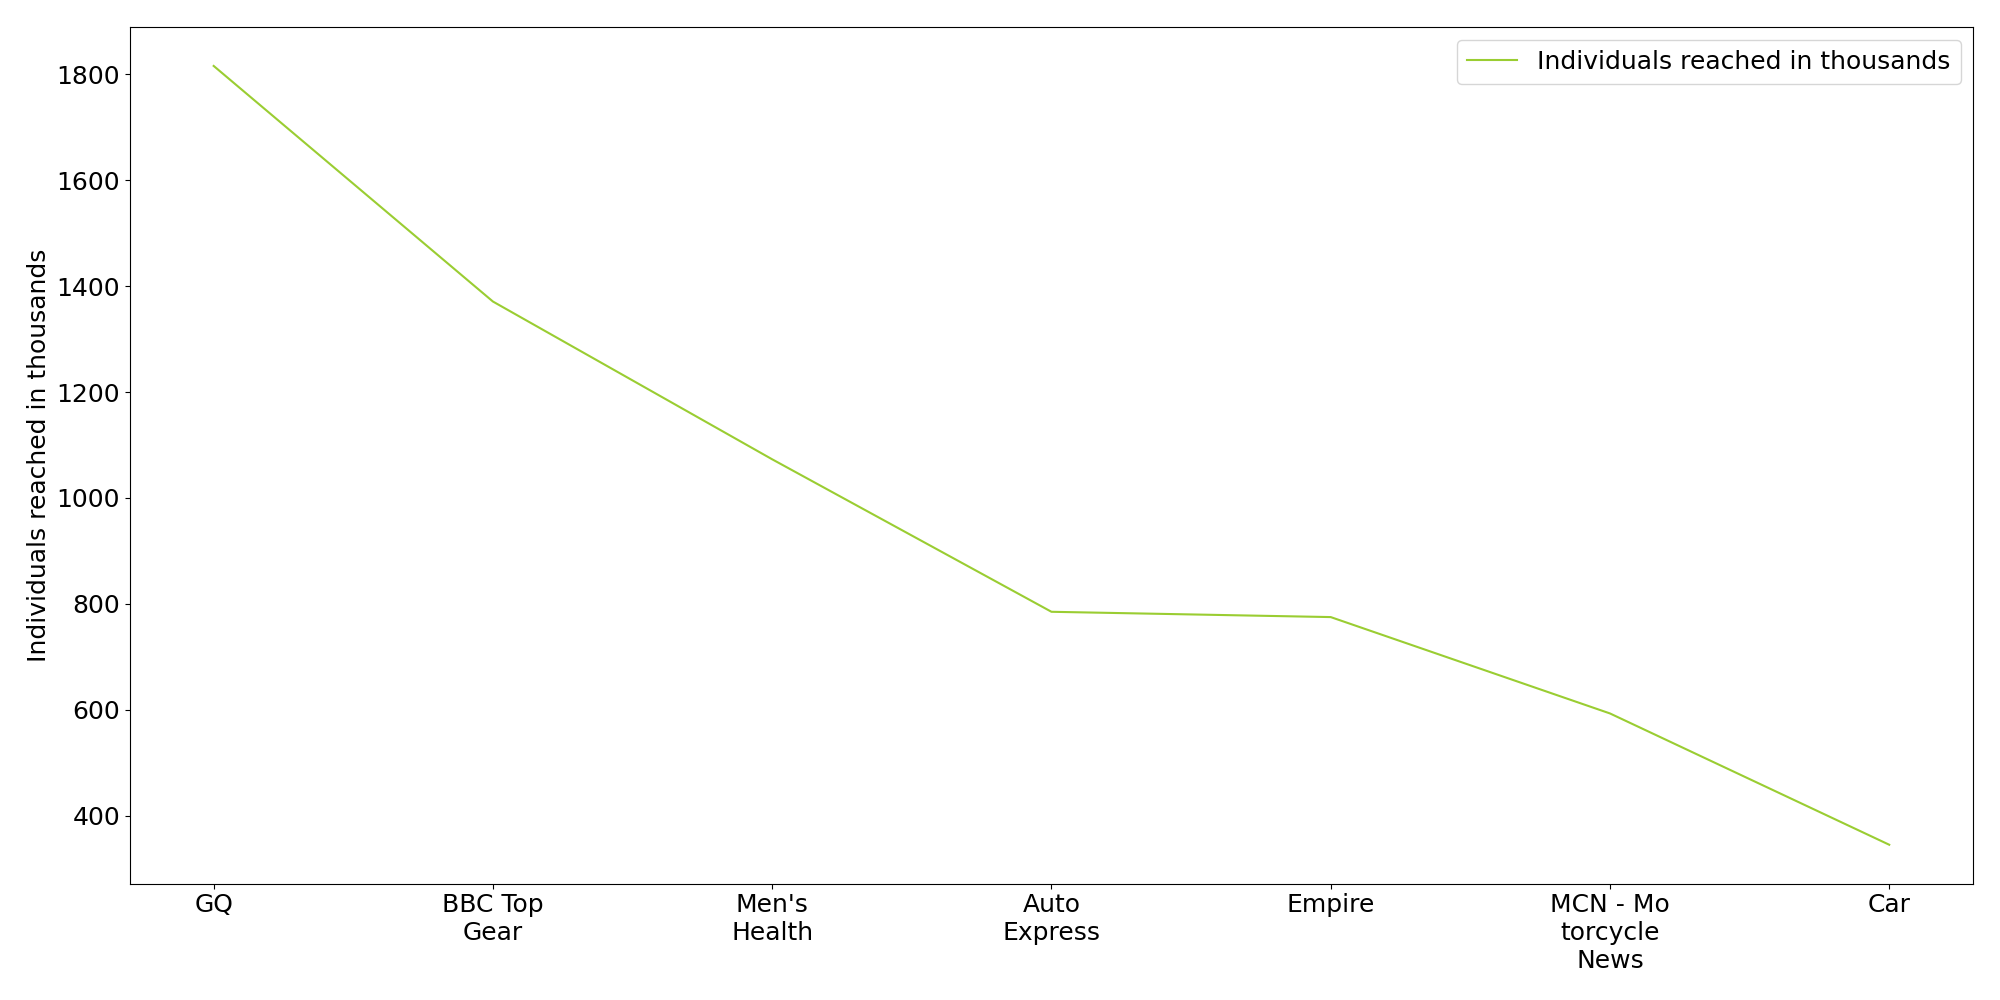 Individuals reached in thousands
Individuals reached in thousands
1800
1600
1400
1200
1000
800
600
400
GQ
BBC Top
Gear
Men's
Health
Auto
Express
Empire
MCN - Mo
torcycle
News
Car